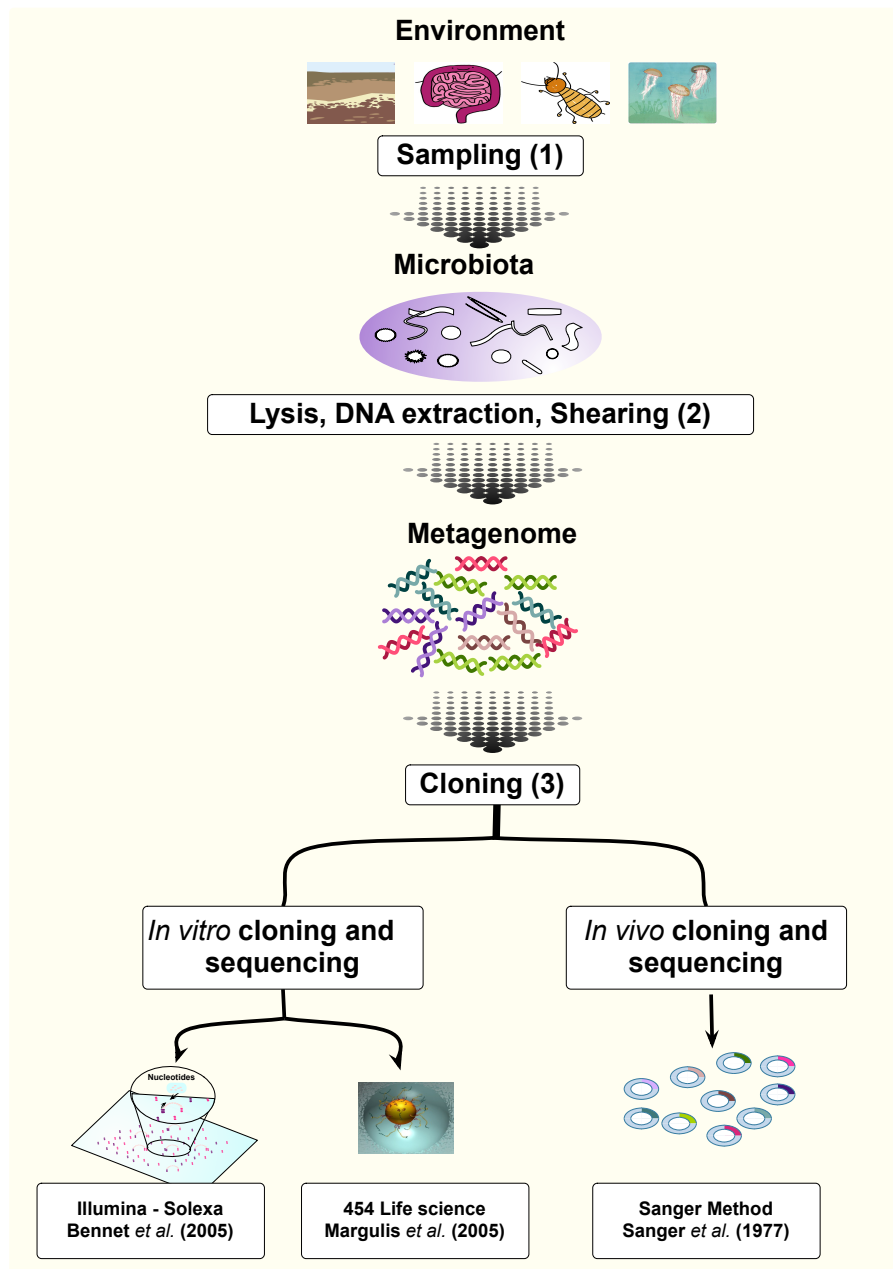 Environment
Sampling (1)
Microbiota
Lysis, DNA extraction, Shearing (2)
Metagenome
Cloning (3)
In vitro cloning and
sequencing
In vivo cloning and
sequencing
Nucleotides
Illumina - Solexa
Bennet et al. (2005)
454 Life science
Margulis et al. (2005)
Sanger Method
Sanger et al. (1977)